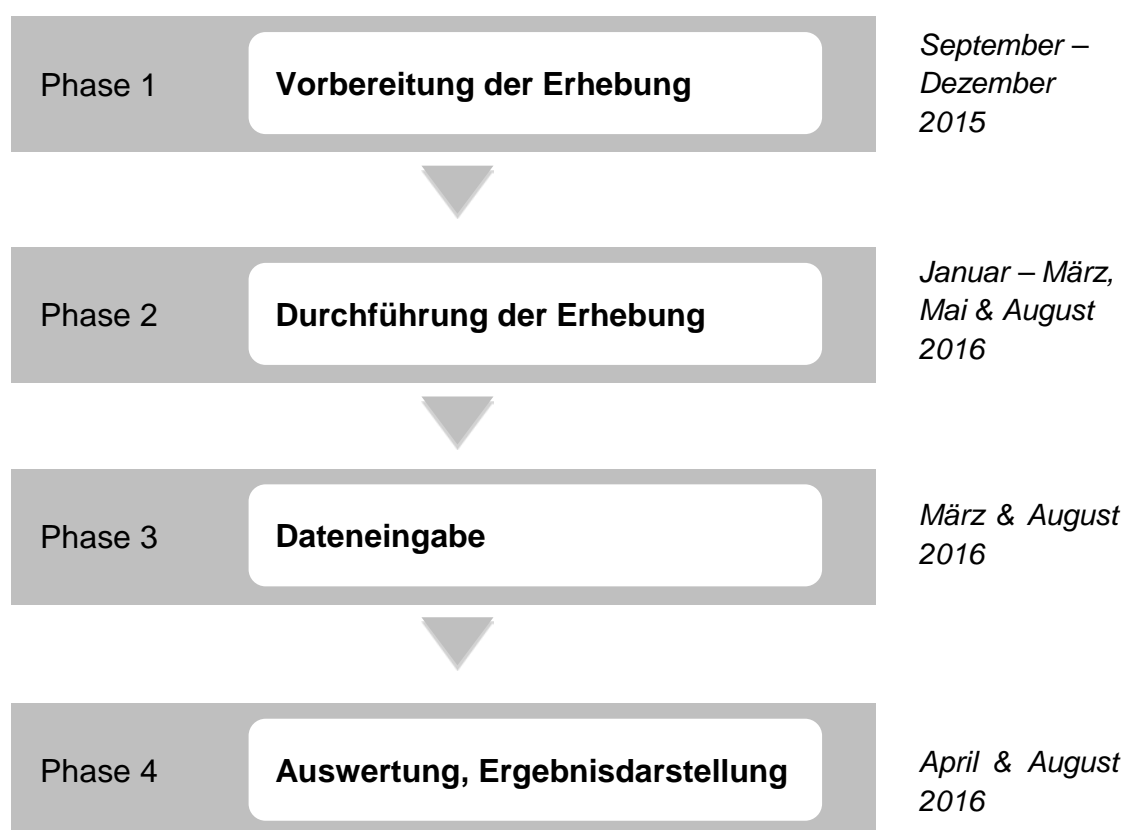 Phase 1
Vorbereitung der Erhebung
September –
Dezember
2015
Phase 2
Durchführung der Erhebung
Januar – März,
Mai & August
2016
Phase 3
Dateneingabe
März & August
2016
Phase 4
Auswertung, Ergebnisdarstellung
April & August
2016